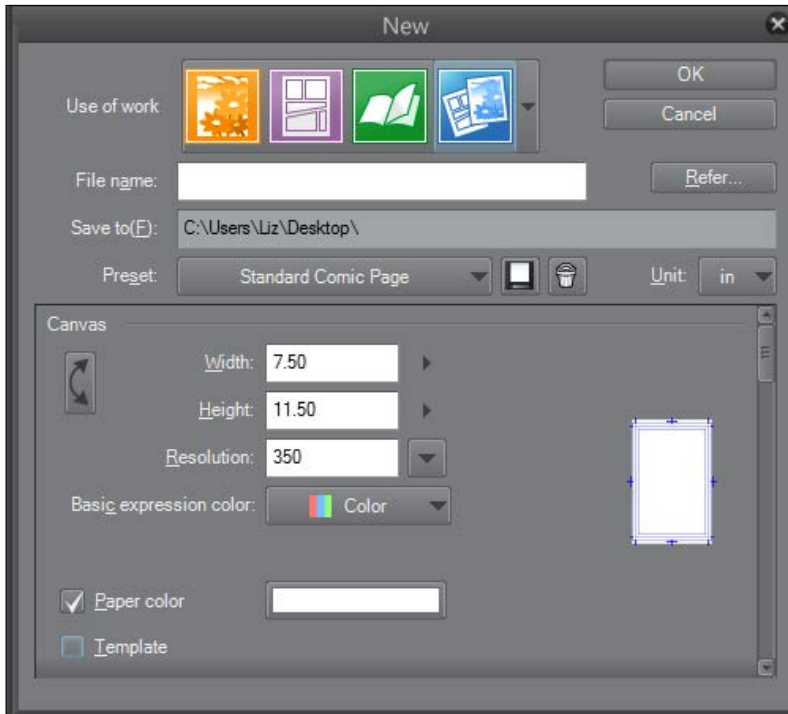 New
Use of work
OK
Cancel
File name:
Refer...
Save to(F):
C:\Users\Liz\Desktop\
Preset:
Standard Comic Page
Unit:
in
Canvas
Width:
7.50
Height:
11.50
Resolution:
350
Basic expression color:
Color
Paper color
Template